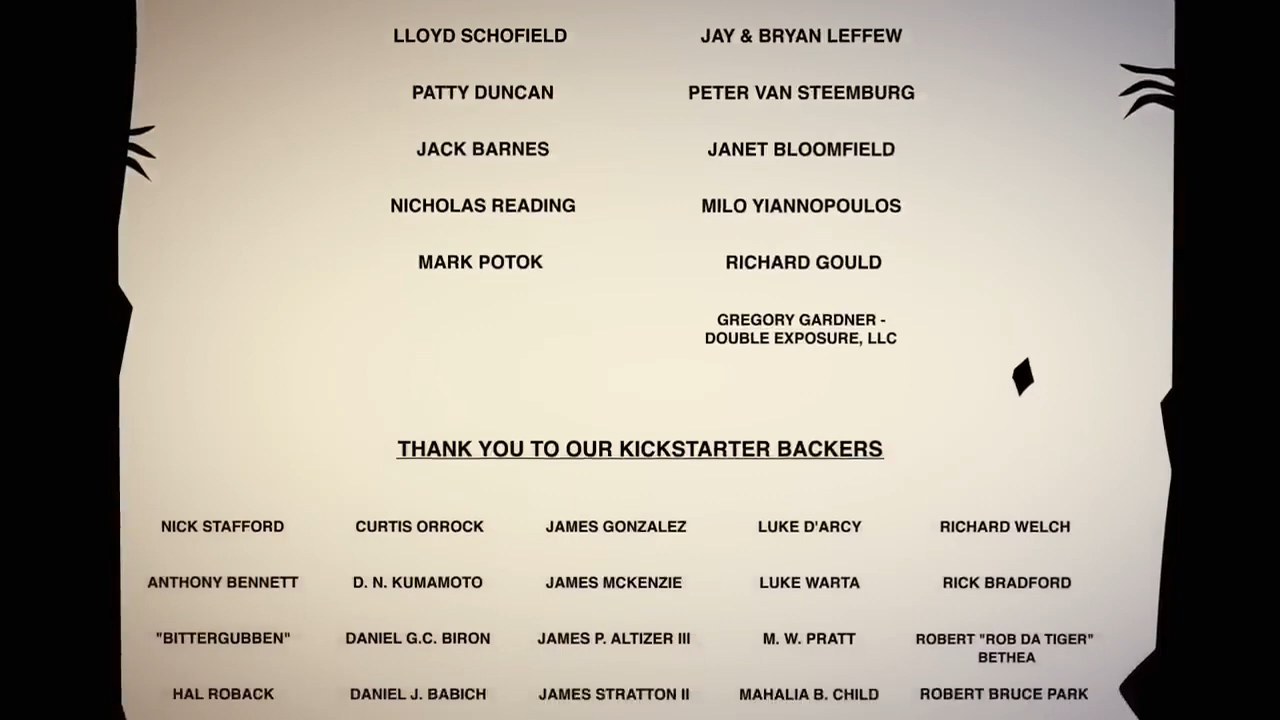 LLOYD SCHOFIELD JAY & BRYAN LEFFEW
PATTY DUNCAN PETER VAN STEEMBURG
JACK BARNES JANET BLOOMFIELD
NICHOLAS READING MILO YIANNOPOULOS
MARK POTOK RICHARD GOULD
GREGORY GARDNER -
DOUBLE EXPOSURE, LLC
THANK YOU TO OUR KICKSTARTER BACKERS
NICK STAFFORD CURTIS ORROCK JAMES GONZALEZ LUKE D'ARCY RICHARD WELCH
ANTHONY BENNETT D. N. KUMAMOTO JAMES MCKENZIE LUKE WARTA RICK BRADFORD
"BITTERGUBBEN" DANIEL G.C. BIRON JAMES P. ALTIZER III M. W. PRATT ROBERT "ROB DA TIGER"
BETHEA
HAL ROBACK DANIEL J. BABICH JAMES STRATTON II MAHALIA B. CHILD ROBERT BRUCE PARK